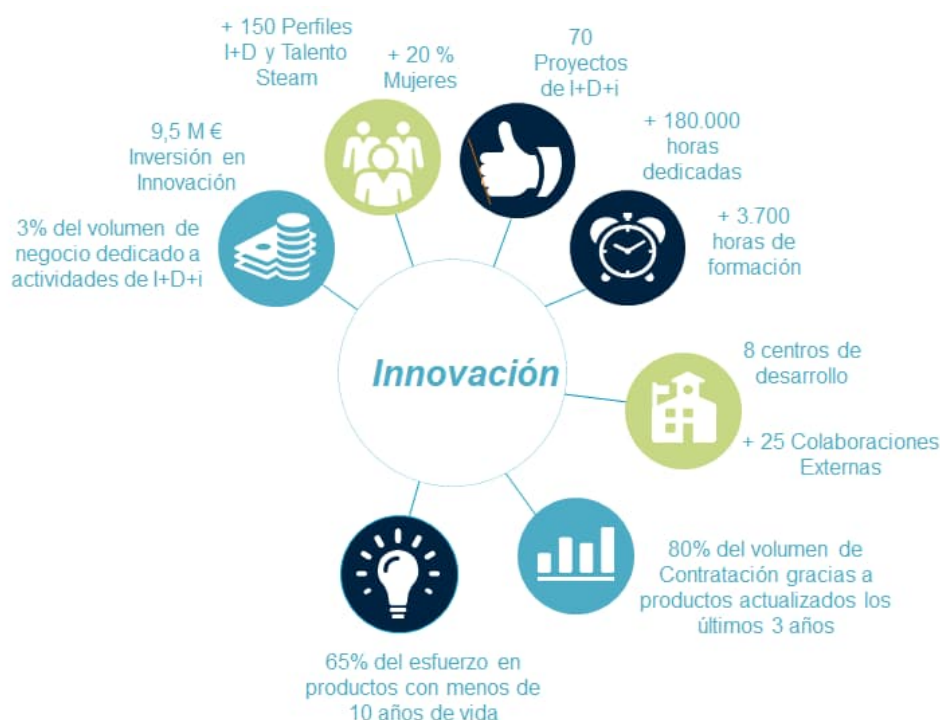 + 150 Perfiles
I+D y Talento
Steam
+ 20 %
Mujeres
70
Proyectos
de I+D+i
+ 180.000
horas
dedicadas
+ 3.700
horas de
formación
9,5 M €
Inversión en
Innovación
3% del volumen de
negocio dedicado a
actividades de I+D+i
Innovación
8 centros de
desarrollo
+ 25 Colaboraciones
Externas
80% del volumen de
Contratación gracias a
productos actualizados los
últimos 3 años
65% del esfuerzo en
productos con menos de
10 años de vida